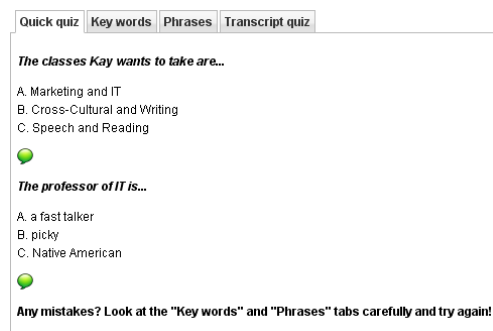 Quick quiz Key words Phrases Transcript quiz
The classes Kay wants to take are...
A. Marketing and IT
B. Cross-Cultural and Writing
C. Speech and Reading
The professor of IT is...
A. a fast talker
B. picky
C. Native American
Any mistakes? Look at the "Key words" and "Phrases" tabs carefully and try again!